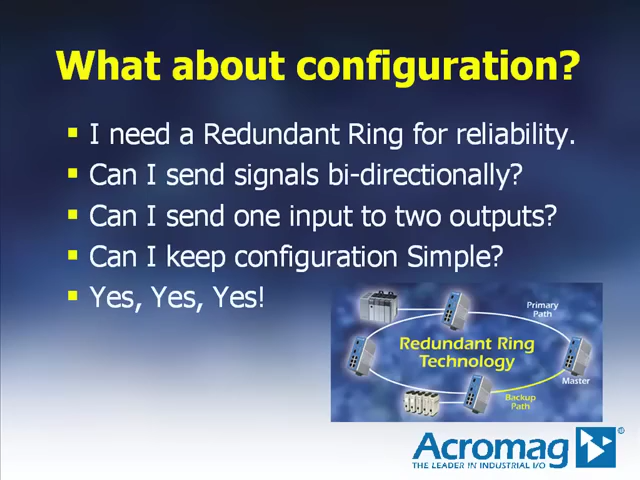 What about configuration?
I need a Redundant Ring for reliability.
Can I send signals bi-directionally?
Can I send one input to two outputs?
Can I keep configuration Simple?
Yes, Yes, Yes!
Primary
Path
Redundant Ring
Technology
Master
Backup
Path
Acromag ®
THE LEADER IN INDUSTRIAL I/O